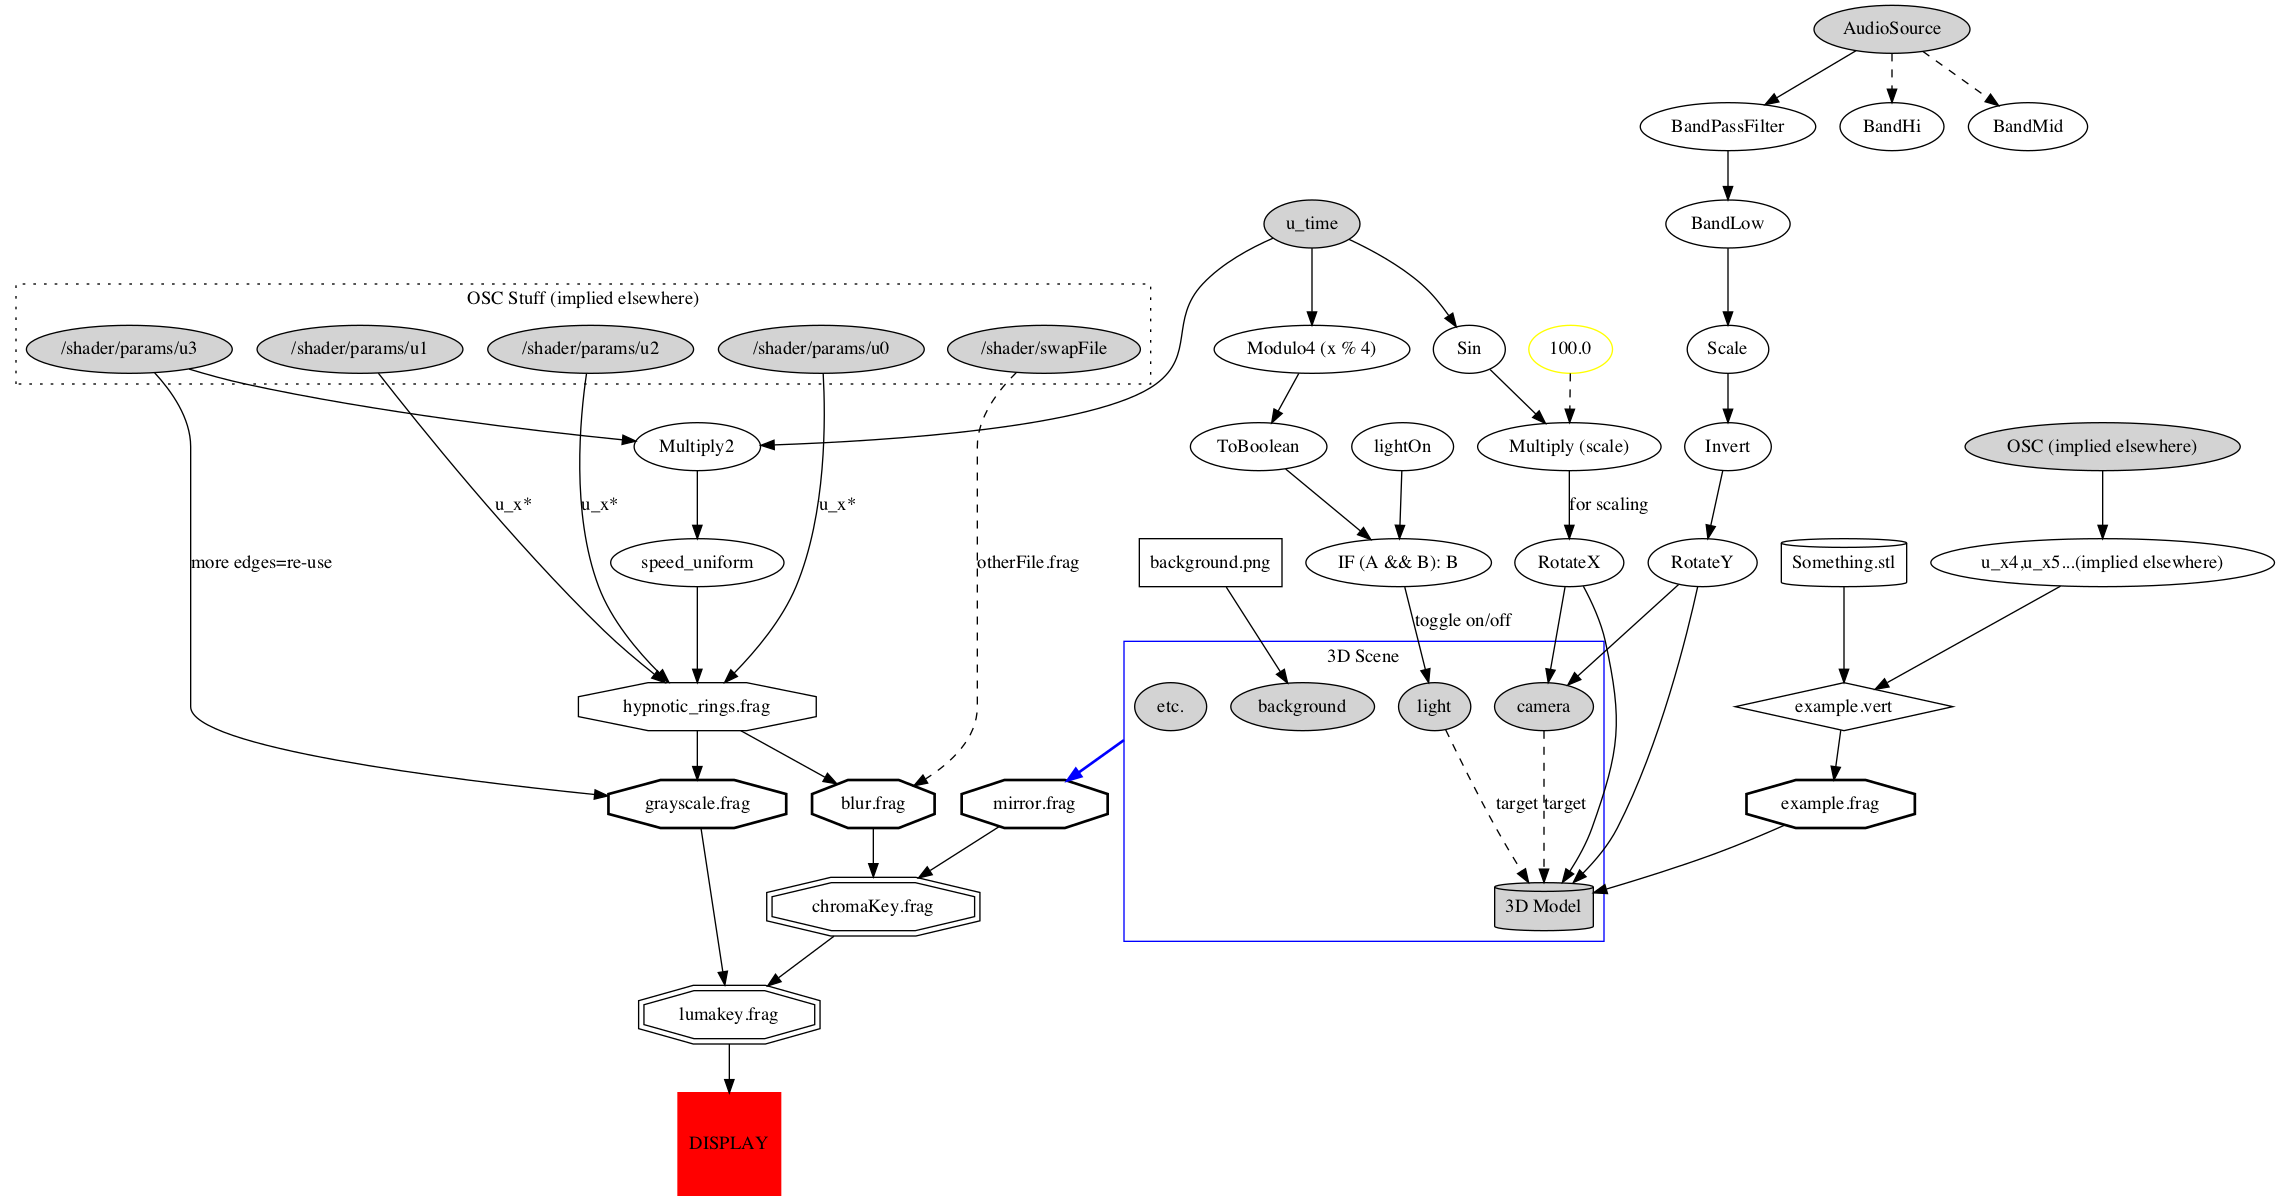 AudioSource
BandPassFilter
BandHi
BandMid
u_time
BandLow
OSC Stuff (implied elsewhere)
/shader/params/u3
/shader/params/u1
/shader/params/u2
/shader/params/u0
/shader/swapFile
Modulo4 (x % 4)
Sin
100.0
Scale
Multiply2
ToBoolean
lightOn
Multiply (scale)
Invert
OSC (implied elsewhere)
u_x*
u_x*
u_x*
for scaling
more edges=re-use
speed_uniform
otherFile.frag
background.png
IF (A && B): B
RotateX
RotateY
Something.stl
u_x4,u_x5...(implied elsewhere)
toggle on/off
3D Scene
hypnotic_rings.frag
etc.
background
light
camera
example.vert
grayscale.frag
blur.frag
mirror.frag
target
target
example.frag
chromaKey.frag
3D Model
lumakey.frag
DISPLAY